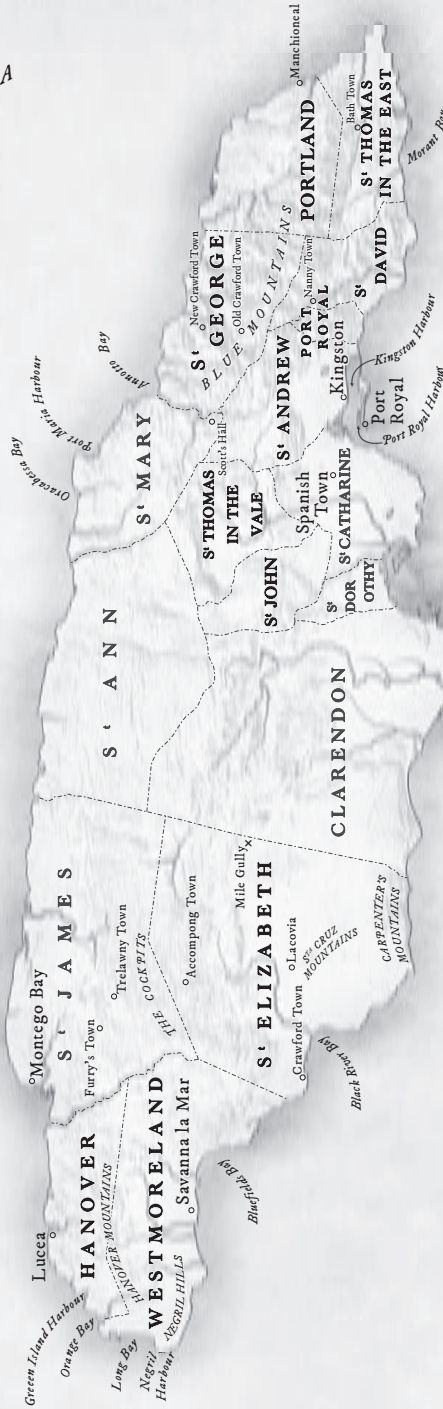 A
Green Island Harbour
Orange Bay
Long Bay
Negril
Harbour
Lucea
HANOVER
HANOVER MOUNTAINS
WESTMORELAND
NEGRIL HILLS
Savanna la Mar
Bluefields Bay
Montego Bay
St JAMES
Furry's Town
Trelawny Town
THE COCKPITS
Accompong Town
St ELIZABETH
Mile Gully
Lacovia
Crawford Town
Sta CRUZ
MOUNTAINS
Black River Bay
CARPENTER'S
MOUNTAINS
St ANN
CLARENDON
Oracabessa Bay
Port Maria Harbour
Annotto Bay
St MARY
St THOMAS
IN THE
VALE
Scott's Hall
St JOHN
St
DOR
OTHY
Spanish
Town
St CATHARINE
St ANDREW
St
GEORGE
New Crawford Town
Old Crawford Town
BLUE MOUNTAINS
PORT
ROYAL
Nanny Town
Kingston
Kingston Harbour
Port
Royal
Port Royal Harbour
PORTLAND
Manchioneal
St
DAVID
Bath Town
St THOMAS
IN THE EAST
Morant